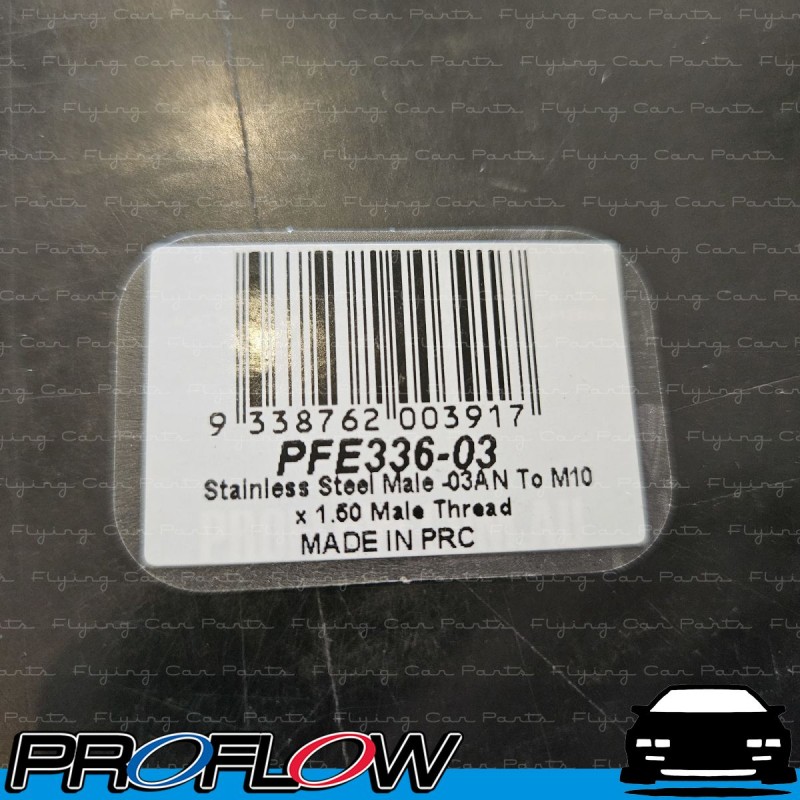 Flying Car Parts
9 338762 003917
PFE336-03
Stainless Steel Male -03AN To M10
x 1.50 Male Thread
MADE IN PRC
PROFLOW